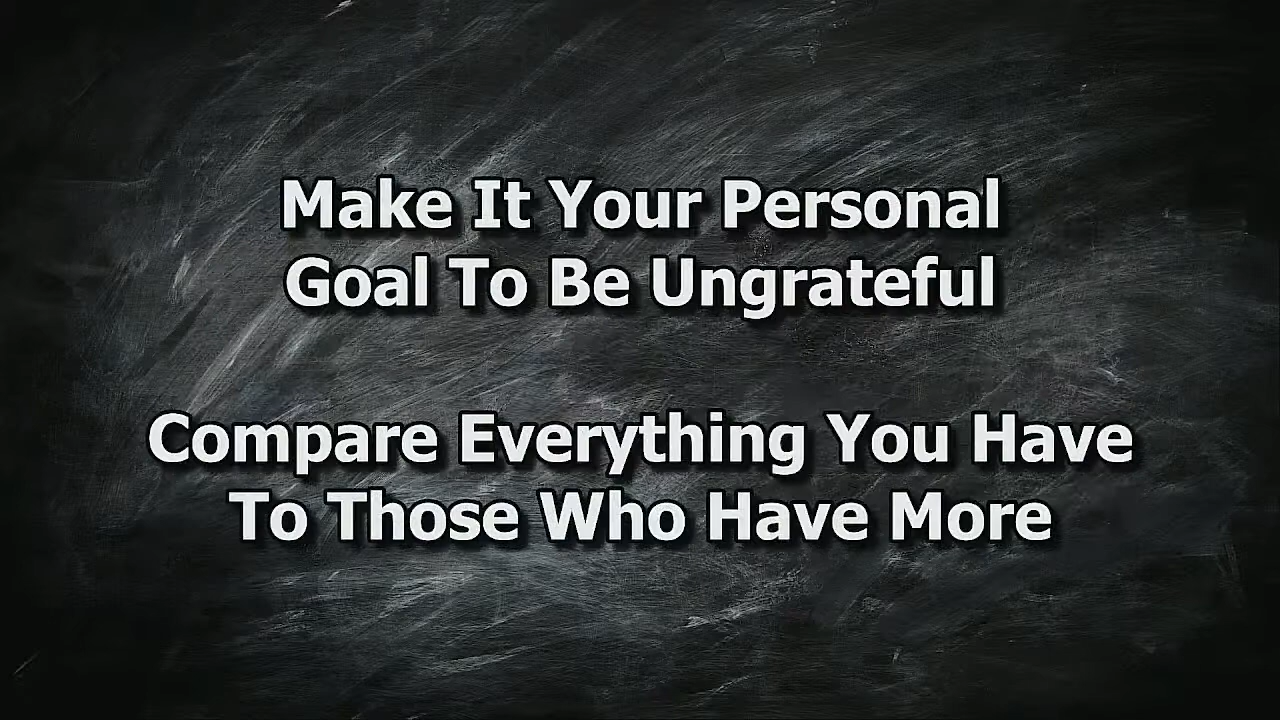 Make It Your Personal
Goal To Be Ungrateful
Compare Everything You Have
To Those Who Have More